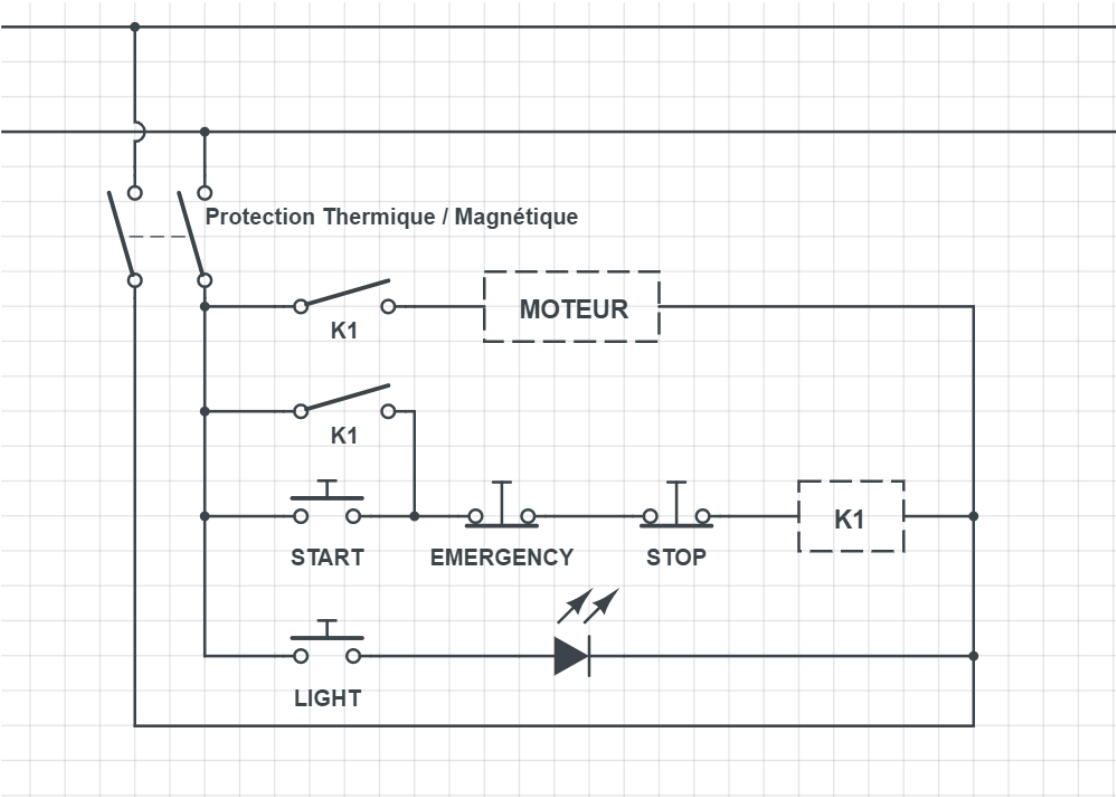 Protection Thermique / Magnétique
MOTEUR
K1
K1
K1
START
EMERGENCY
STOP
LIGHT